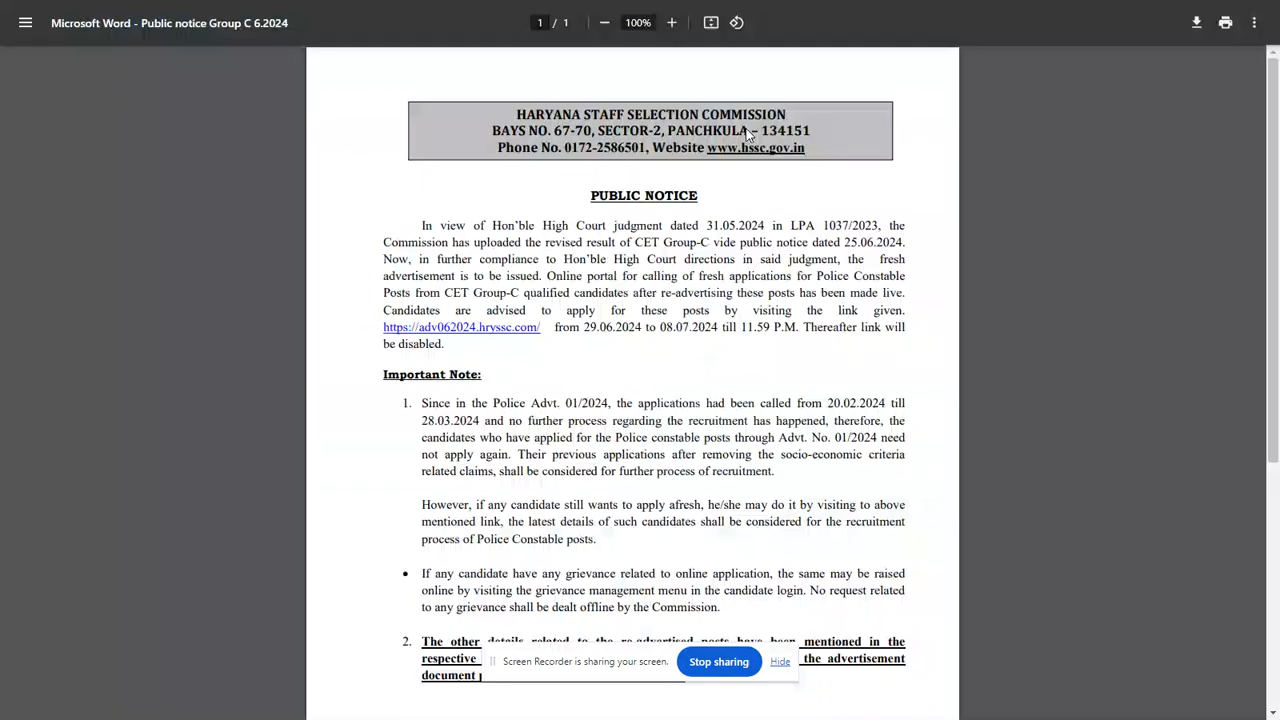 Microsoft Word - Public notice Group C 6.2024
1 / 1
100%
HARYANA STAFF SELECTION COMMISSION
BAYS NO. 67-70, SECTOR-2, PANCHKULA – 134151
Phone No. 0172-2586501, Website www.hssc.gov.in
PUBLIC NOTICE
In view of Hon'ble High Court judgment dated 31.05.2024 in LPA 1037/2023, the
Commission has uploaded the revised result of CET Group-C vide public notice dated 25.06.2024.
Now, in further compliance to Hon'ble High Court directions in said judgment, the fresh
advertisement is to be issued. Online portal for calling of fresh applications for Police Constable
Posts from CET Group-C qualified candidates after re-advertising these posts has been made live.
Candidates are advised to apply for these posts by visiting the link given.
https://adv062024.hryssc.com/ from 29.06.2024 to 08.07.2024 till 11.59 P.M. Thereafter link will
be disabled.
Important Note:
1. Since in the Police Advt. 01/2024, the applications had been called from 20.02.2024 till
28.03.2024 and no further process regarding the recruitment has happened, therefore, the
candidates who have applied for the Police constable posts through Advt. No. 01/2024 need
not apply again. Their previous applications after removing the socio-economic criteria
related claims, shall be considered for further process of recruitment.
However, if any candidate still wants to apply afresh, he/she may do it by visiting to above
mentioned link, the latest details of such candidates shall be considered for the recruitment
process of Police Constable posts.
• If any candidate have any grievance related to online application, the same may be raised
online by visiting the grievance management menu in the candidate login. No request related
to any grievance shall be dealt offline by the Commission.
2. The other details related to the re-advertised posts have been mentioned in the
respective the advertisement
document
Screen Recorder is sharing your screen.
Stop sharing
Hide